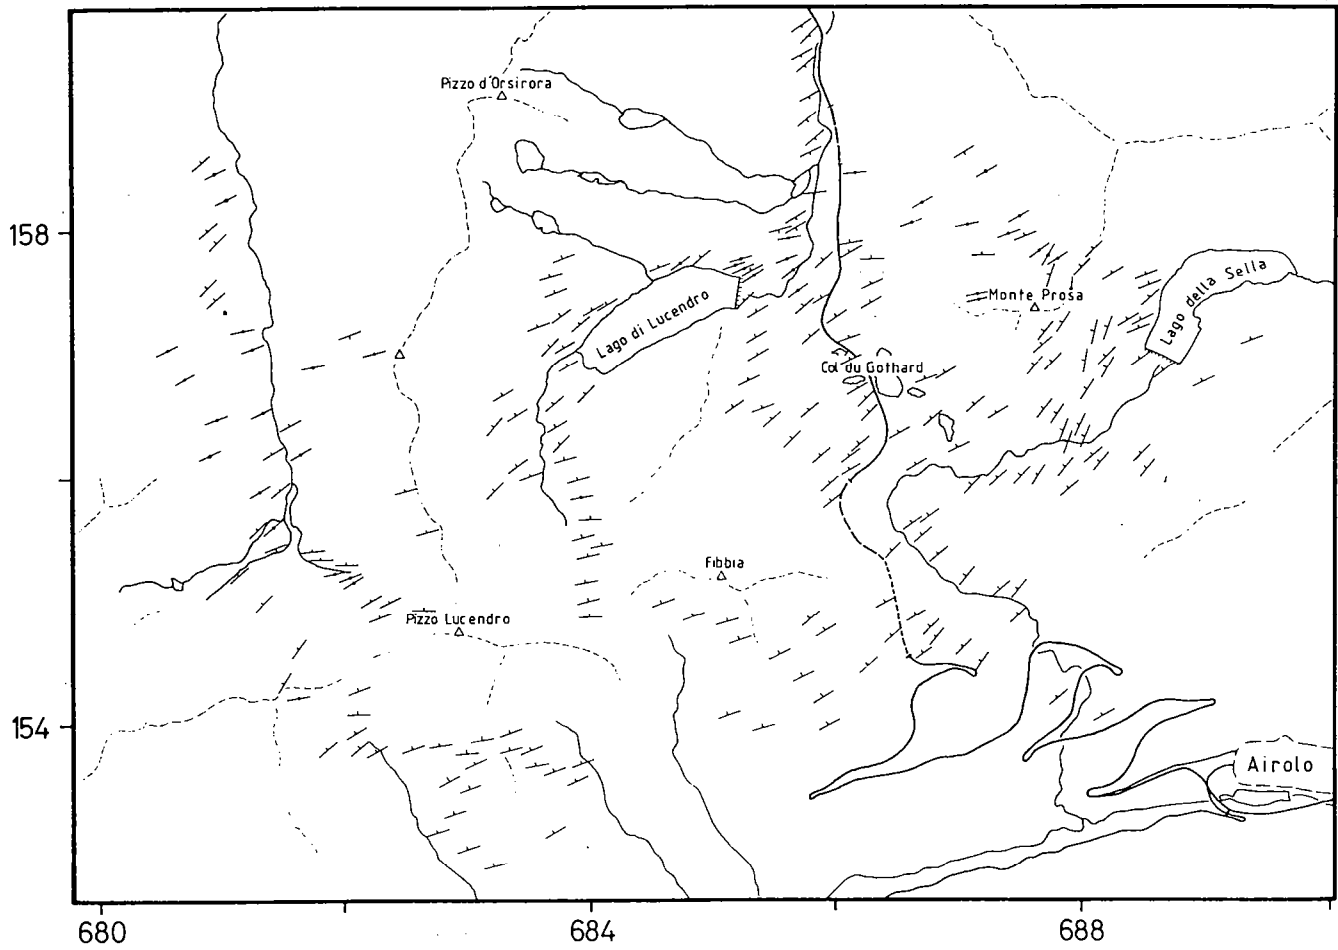 Pizzo d'Orsirora
158
Lago della Sella
Monte Prosa
Lago di Lucendro
Col du Gothard
Fibbia
Pizzo Lucendro
154
Airolo
680
684
688